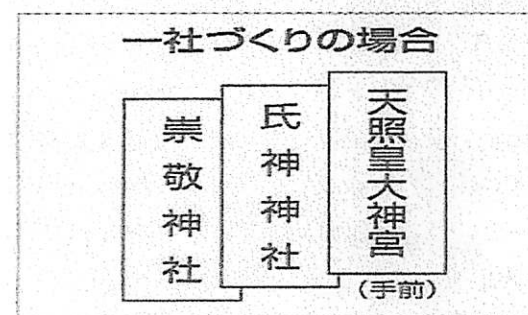 一社づくりの場合
天照皇大神宮
(手前)
氏神神社
崇敬神社